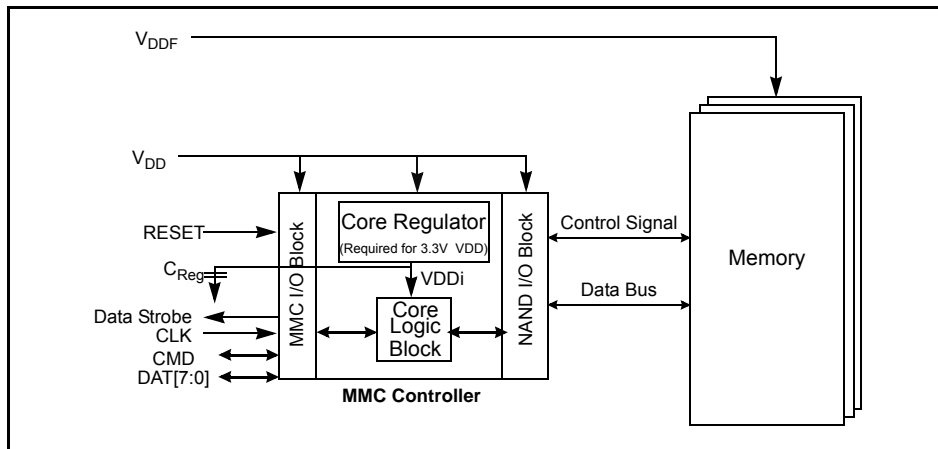 VDDF
VDD
RESET
CReg
Data Strobe
CLK
CMD
DAT[7:0]
MMC I/O Block
Core Regulator
(Required for 3.3V VDD)
VDDi
Core
Logic
Block
NAND I/O Block
MMC Controller
Control Signal
Data Bus
Memory